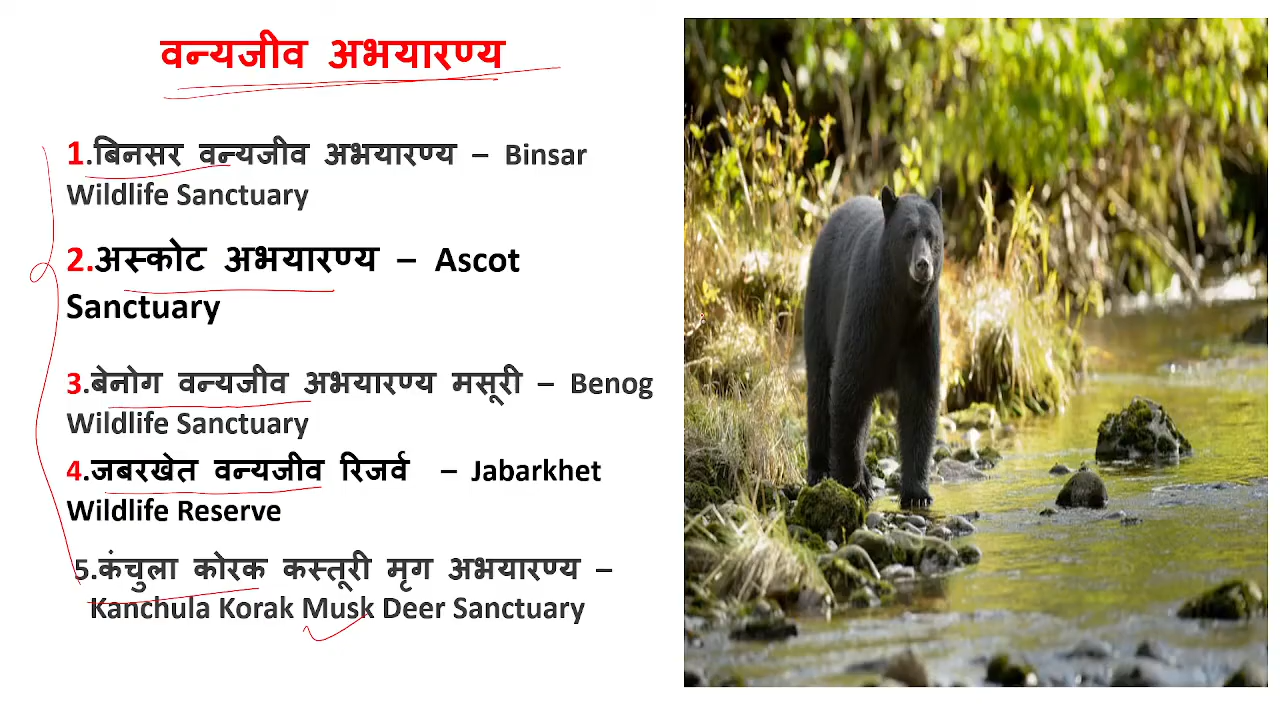 वन्यजीव अभयारण्य
1.बिनसर वन्यजीव अभयारण्य – Binsar
Wildlife Sanctuary
2.अस्कोट अभयारण्य – Ascot
Sanctuary
3.बेनोग वन्यजीव अभयारण्य मसूरी – Benog
Wildlife Sanctuary
4.जबरखेत वन्यजीव रिजर्व – Jabarkhet
Wildlife Reserve
5.कंचुला कोरक कस्तूरी मृग अभयारण्य –
Kanchula Korak Musk Deer Sanctuary